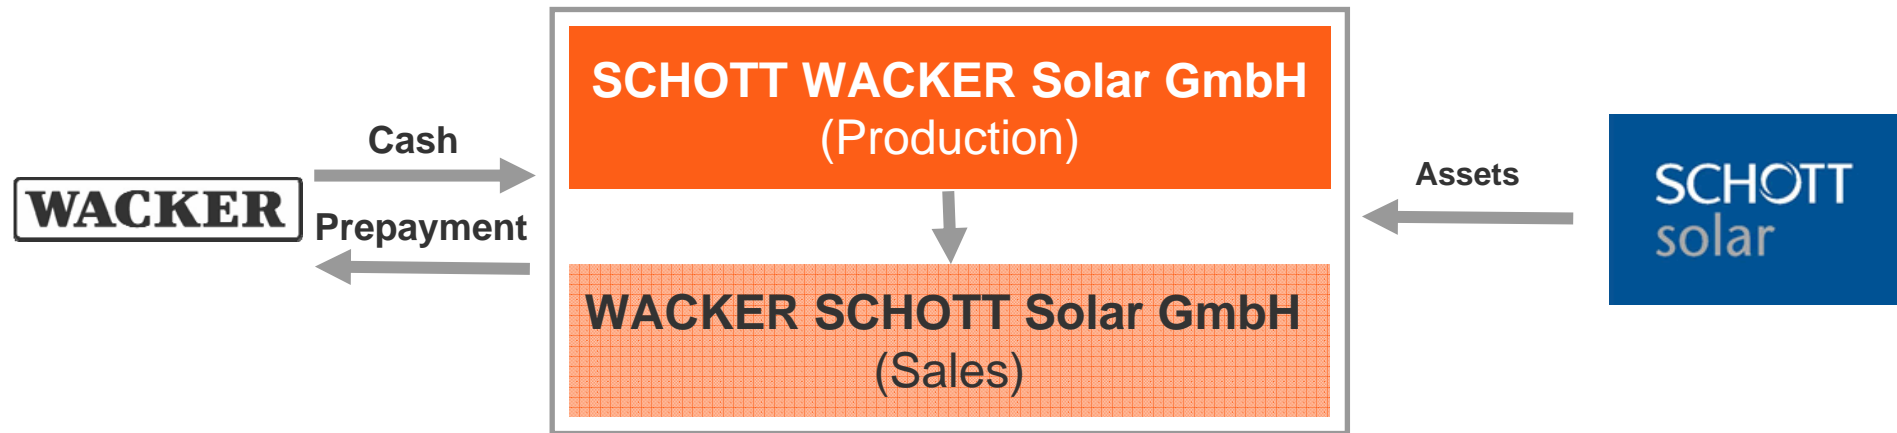 SCHOTT WACKER Solar GmbH
(Production)
Cash
WACKER
Prepayment
Assets
SCHOTT
solar
WACKER SCHOTT Solar GmbH
(Sales)